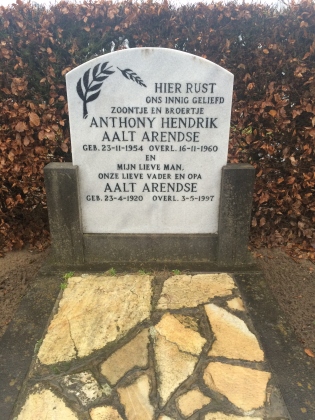 HIER RUST
ONS INNIG GELIEFD
ZOONTJE EN BROERTJE
ANTHONY HENDRIK
AALT ARENDSE
GEB. 23-11-1954 OVERL. 16-11-1960
EN
MIJN LIEVE MAN,
ONZE LIEVE VADER EN OPA
AALT ARENDSE
GEB. 23-4-1920 OVERL. 3-5-1997